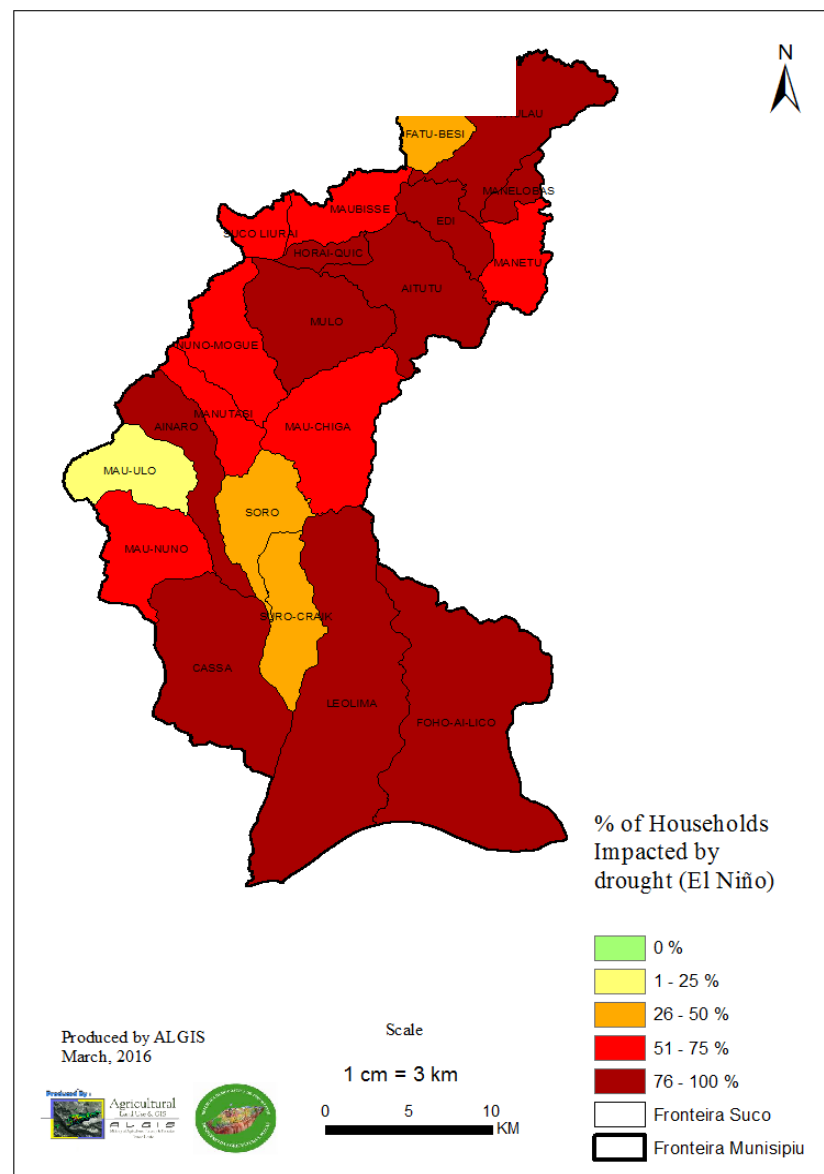 N
ULAU
FATU-BESI
MANELOBAS
MAUBISSE
EDI
SUCO LIURAI
HORAI-QUIC
MANETU
AITUTU
MULO
NUNO-MOGUE
MANUTASI
AINARO
MAU-CHIGA
MAU-ULO
SORO
MAU-NUNO
SURO-CRAIK
CASSA
LEOLIMA
FOHO-AI-LICO
% of Households
Impacted by
drought (El Niño)
0 %
1 - 25 %
26 - 50 %
51 - 75 %
76 - 100 %
Fronteira Suco
Fronteira Munisipiu
Produced by ALGIS
March, 2016
Scale
1 cm = 3 km
0 5 10
KM
Produced By :
Agricultural
Land Use & GIS
ALGIS